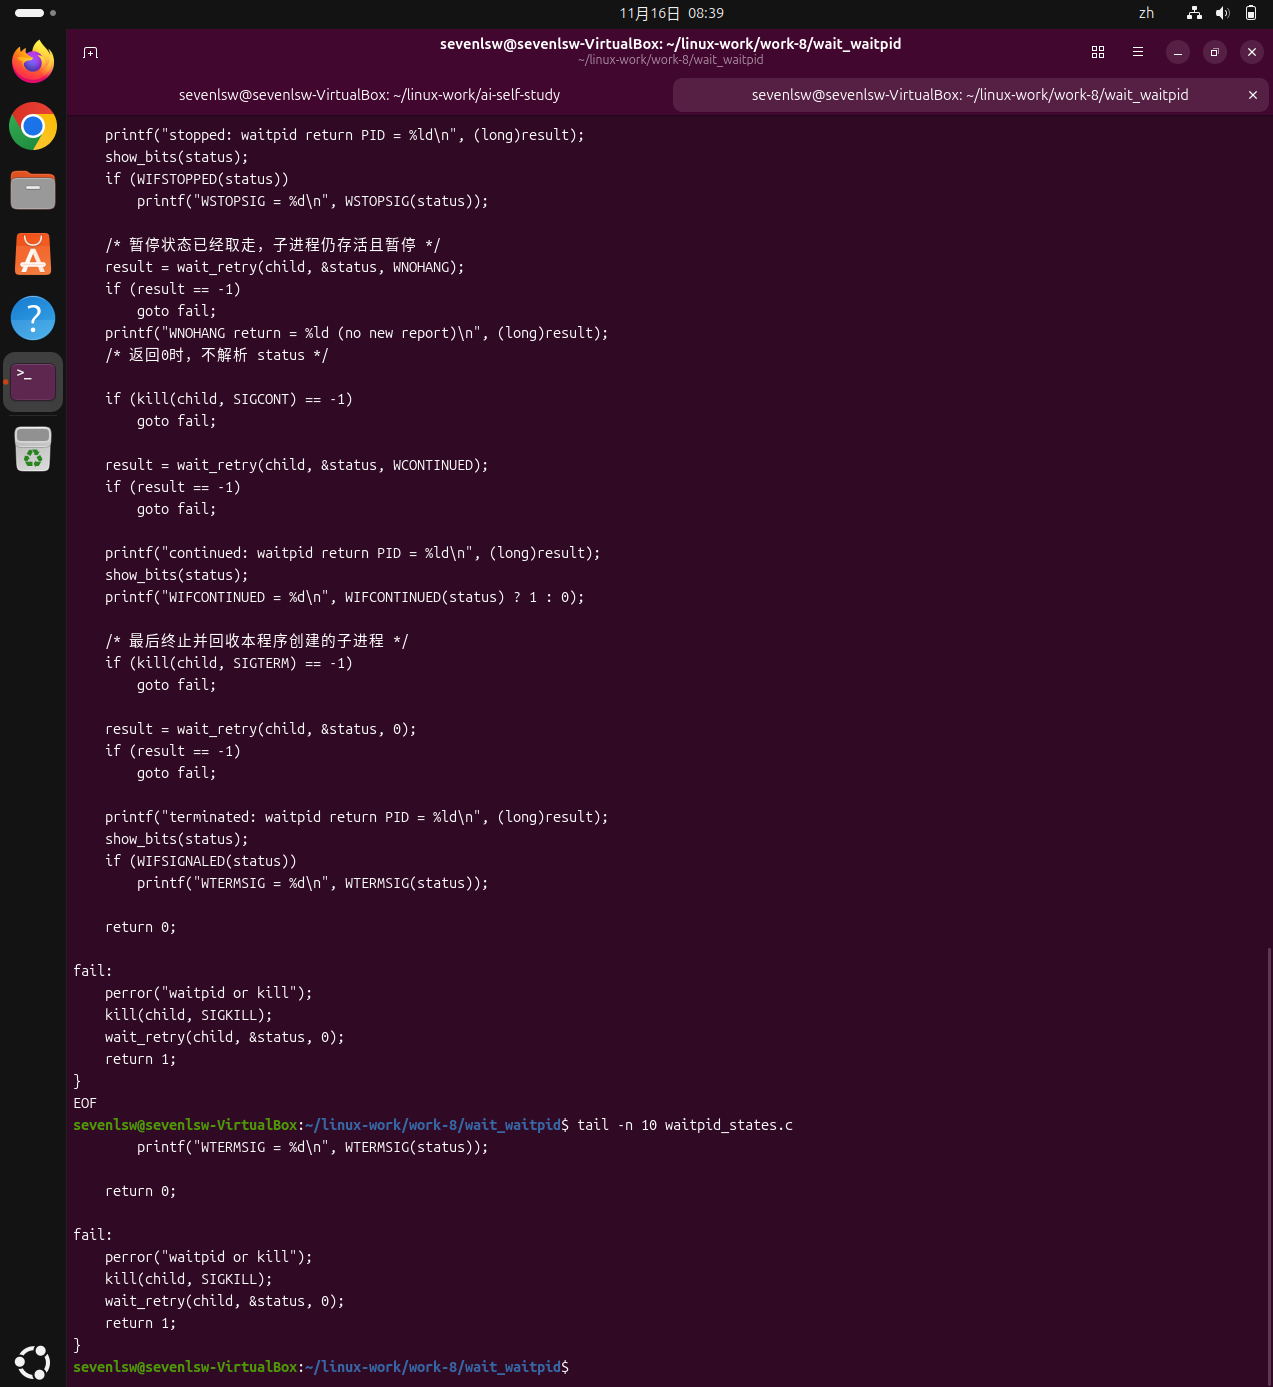 11月16日 08:39
zh
sevenlsw@sevenlsw-VirtualBox: ~/linux-work/work-8/wait_waitpid
~/linux-work/work-8/wait_waitpid
sevenlsw@sevenlsw-VirtualBox: ~/linux-work/ai-self-study
sevenlsw@sevenlsw-VirtualBox: ~/linux-work/work-8/wait_waitpid
    printf("stopped: waitpid return PID = %ld\n", (long)result);
    show_bits(status);
    if (WIFSTOPPED(status))
        printf("WSTOPSIG = %d\n", WSTOPSIG(status));

    /* 暂停状态已经取走，子进程仍存活且暂停 */
    result = wait_retry(child, &status, WNOHANG);
    if (result == -1)
        goto fail;
    printf("WNOHANG return = %ld (no new report)\n", (long)result);
    /* 返回0时，不解析 status */

    if (kill(child, SIGCONT) == -1)
        goto fail;

    result = wait_retry(child, &status, WCONTINUED);
    if (result == -1)
        goto fail;

    printf("continued: waitpid return PID = %ld\n", (long)result);
    show_bits(status);
    printf("WIFCONTINUED = %d\n", WIFCONTINUED(status) ? 1 : 0);

    /* 最后终止并回收本程序创建的子进程 */
    if (kill(child, SIGTERM) == -1)
        goto fail;

    result = wait_retry(child, &status, 0);
    if (result == -1)
        goto fail;

    printf("terminated: waitpid return PID = %ld\n", (long)result);
    show_bits(status);
    if (WIFSIGNALED(status))
        printf("WTERMSIG = %d\n", WTERMSIG(status));

    return 0;

fail:
    perror("waitpid or kill");
    kill(child, SIGKILL);
    wait_retry(child, &status, 0);
    return 1;
}
EOF
sevenlsw@sevenlsw-VirtualBox:~/linux-work/work-8/wait_waitpid$ tail -n 10 waitpid_states.c
        printf("WTERMSIG = %d\n", WTERMSIG(status));

    return 0;

fail:
    perror("waitpid or kill");
    kill(child, SIGKILL);
    wait_retry(child, &status, 0);
    return 1;
}
sevenlsw@sevenlsw-VirtualBox:~/linux-work/work-8/wait_waitpid$